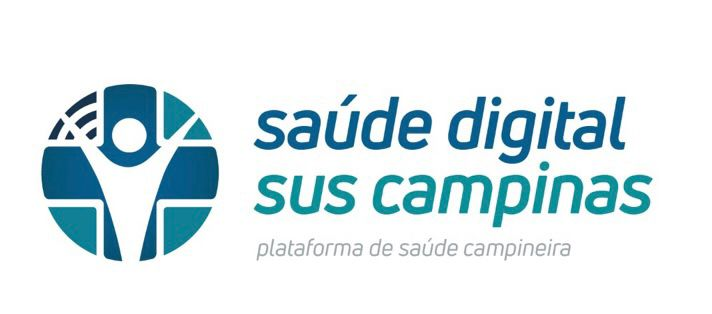 saúde digital
sus campinas
plataforma de saúde campineira